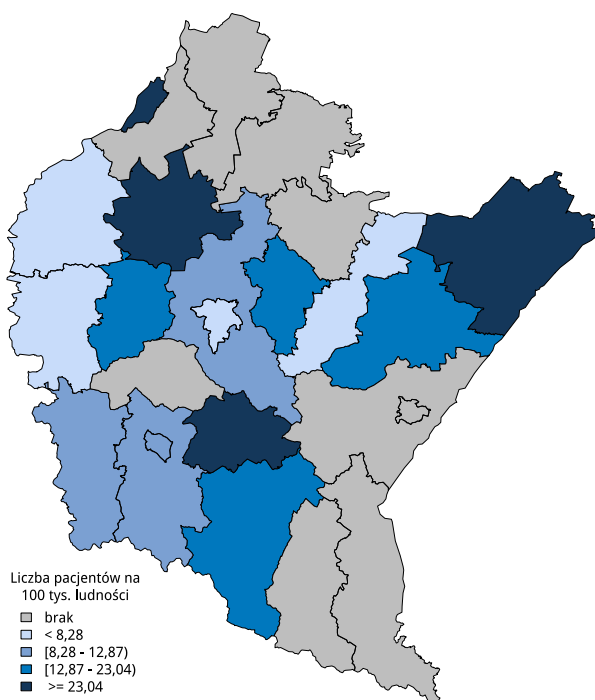 Liczba pacjentów na
100 tys. ludności
brak
< 8,28
[8,28 - 12,87)
[12,87 - 23,04)
>= 23,04